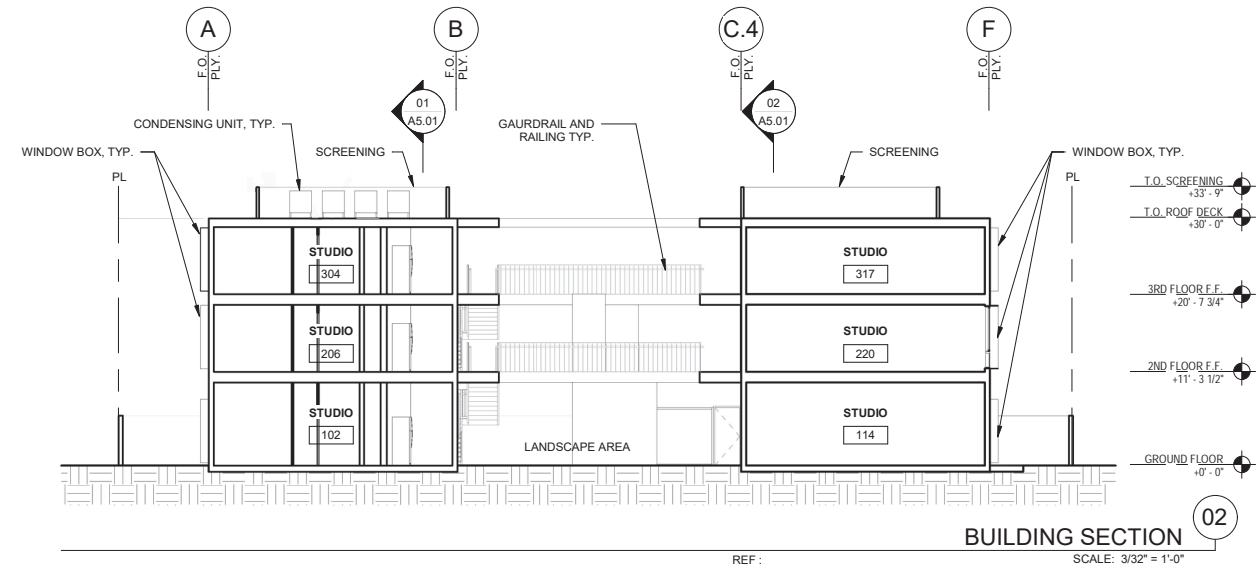 A
B
C.4
F
F.O.
PLY.
F.O.
PLY.
F.O.
PLY.
F.O.
PLY.
01
A5.01
02
A5.01
CONDENSING UNIT, TYP.
GAURDRAIL AND
RAILING TYP.
WINDOW BOX, TYP.
SCREENING
SCREENING
WINDOW BOX, TYP.
PL
PL
T.O. SCREENING
+33' - 9"
T.O. ROOF DECK
+30' - 0"
STUDIO
304
STUDIO
317
3RD FLOOR F.F.
+20' - 7 3/4"
STUDIO
206
STUDIO
220
2ND FLOOR F.F.
+11' - 3 1/2"
STUDIO
102
STUDIO
114
LANDSCAPE AREA
GROUND FLOOR
+0' - 0"
02
BUILDING SECTION
REF :
SCALE: 3/32" = 1'-0"